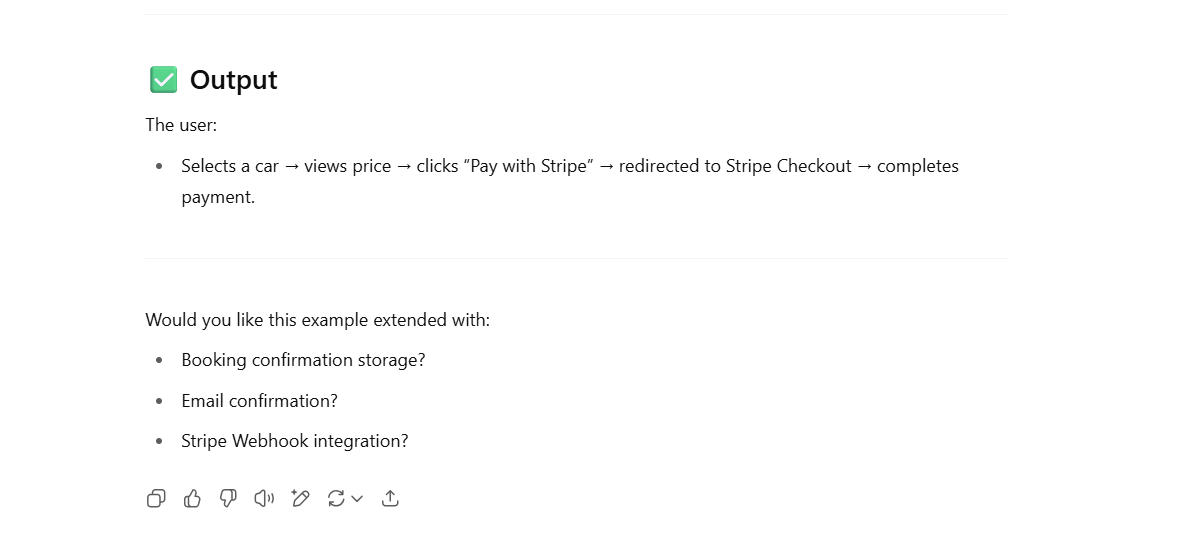 ✅ Output
The user:
• Selects a car → views price → clicks “Pay with Stripe” → redirected to Stripe Checkout → completes
payment.
Would you like this example extended with:
• Booking confirmation storage?
• Email confirmation?
• Stripe Webhook integration?